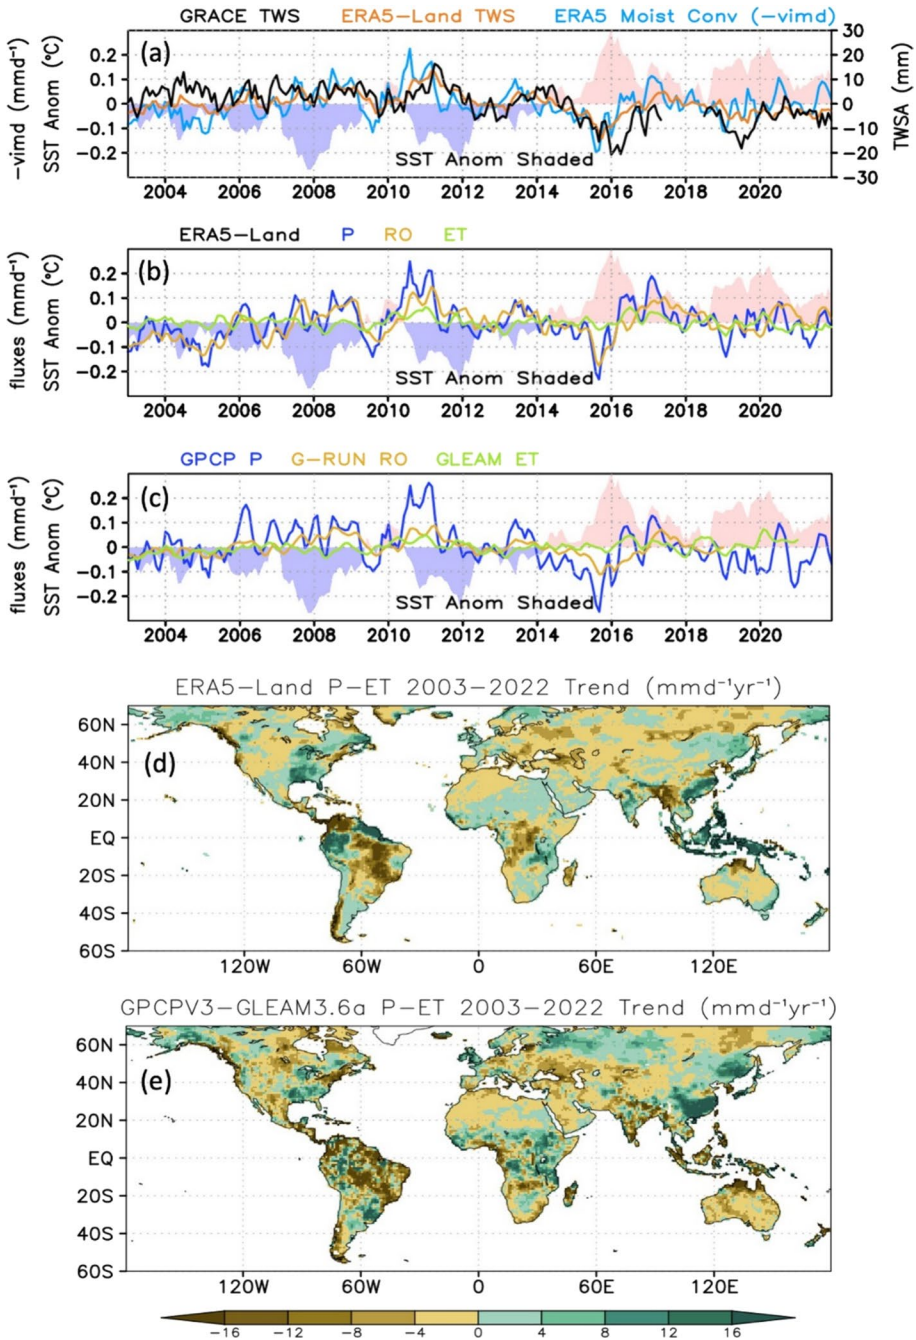 GRACE TWS ERA5-Land TWS ERA5 Moist Conv (-vimd)
(a)
-vimd (mmd⁻¹)
SST Anom (°C)
0.2
0.1
0
-0.1
-0.2
30
20
10
0
-10
-20
-30
TWSA (mm)
SST Anom Shaded
2004 2006 2008 2010 2012 2014 2016 2018 2020
ERA5-Land P RO ET
(b)
fluxes (mmd⁻¹)
SST Anom (°C)
0.2
0.1
0
-0.1
-0.2
SST Anom Shaded
2004 2006 2008 2010 2012 2014 2016 2018 2020
GPCP P G-RUN RO GLEAM ET
(c)
fluxes (mmd⁻¹)
SST Anom (°C)
0.2
0.1
0
-0.1
-0.2
SST Anom Shaded
2004 2006 2008 2010 2012 2014 2016 2018 2020
ERA5-Land P-ET 2003-2022 Trend (mmd⁻¹yr⁻¹)
(d)
60N
40N
20N
EQ
20S
40S
60S
120W 60W 0 60E 120E
GPCPV3-GLEAM3.6a P-ET 2003-2022 Trend (mmd⁻¹yr⁻¹)
(e)
60N
40N
20N
EQ
20S
40S
60S
120W 60W 0 60E 120E
-16 -12 -8 -4 0 4 8 12 16